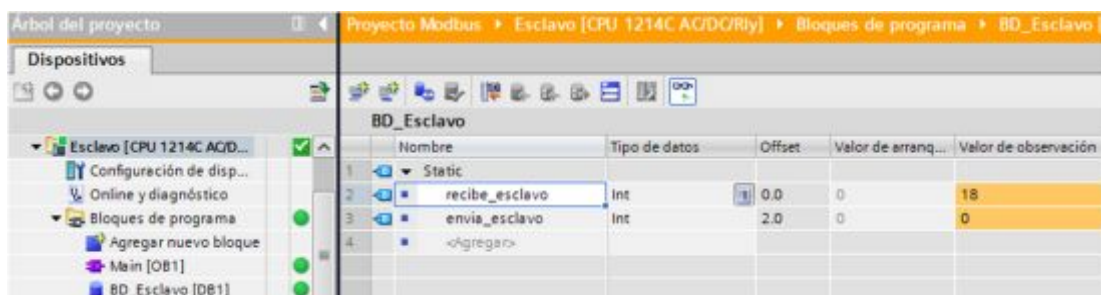 Árbol del proyecto
Proyecto Modbus ▸ Esclavo [CPU 1214C AC/DC/Rly] ▸ Bloques de programa ▸ BD_Esclavo [
Dispositivos
BD_Esclavo
Nombre Tipo de datos Offset Valor de arranq... Valor de observación
1 Static
2 recibe_esclavo Int 0.0 0 18
3 envia_esclavo Int 2.0 0 0
4 <Agregar>
Esclavo [CPU 1214C AC/D...
Configuración de disp...
Online y diagnóstico
Bloques de programa
Agregar nuevo bloque
Main [OB1]
BD_Esclavo [DB1]